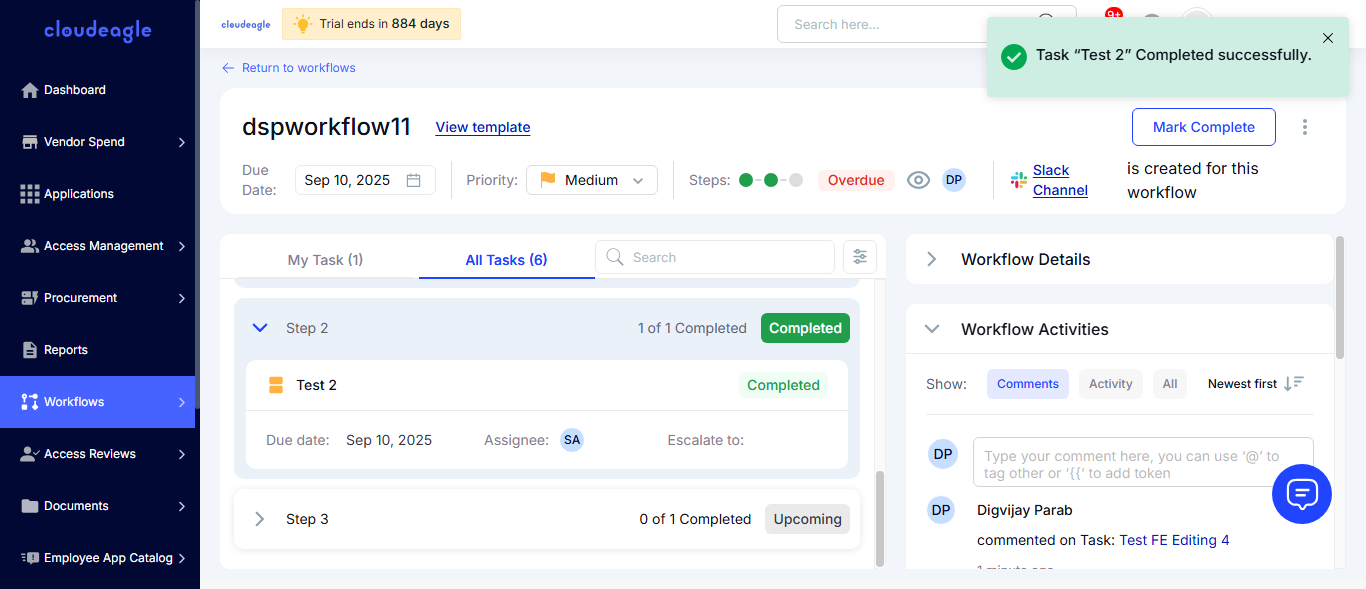 cloudeagle
Dashboard
Vendor Spend
Applications
Access Management
Procurement
Reports
Workflows
Access Reviews
Documents
Employee App Catalog
cloudeagle
Trial ends in 884 days
Search here...
9+
Task “Test 2” Completed successfully.
Return to workflows
dspworkflow11
View template
Mark Complete
Due
Date:
Sep 10, 2025
Priority:
Medium
Steps:
Overdue
DP
Slack
Channel
is created for this
workflow
My Task (1)
All Tasks (6)
Search
Step 2
1 of 1 Completed
Completed
Test 2
Completed
Due date:
Sep 10, 2025
Assignee:
SA
Escalate to:
Step 3
0 of 1 Completed
Upcoming
Workflow Details
Workflow Activities
Show:
Comments
Activity
All
Newest first
DP
Type your comment here, you can use ‘@’ to
tag other or ‘{{‘ to add token
DP
Digvijay Parab
commented on Task: Test FE Editing 4
1 minute ago